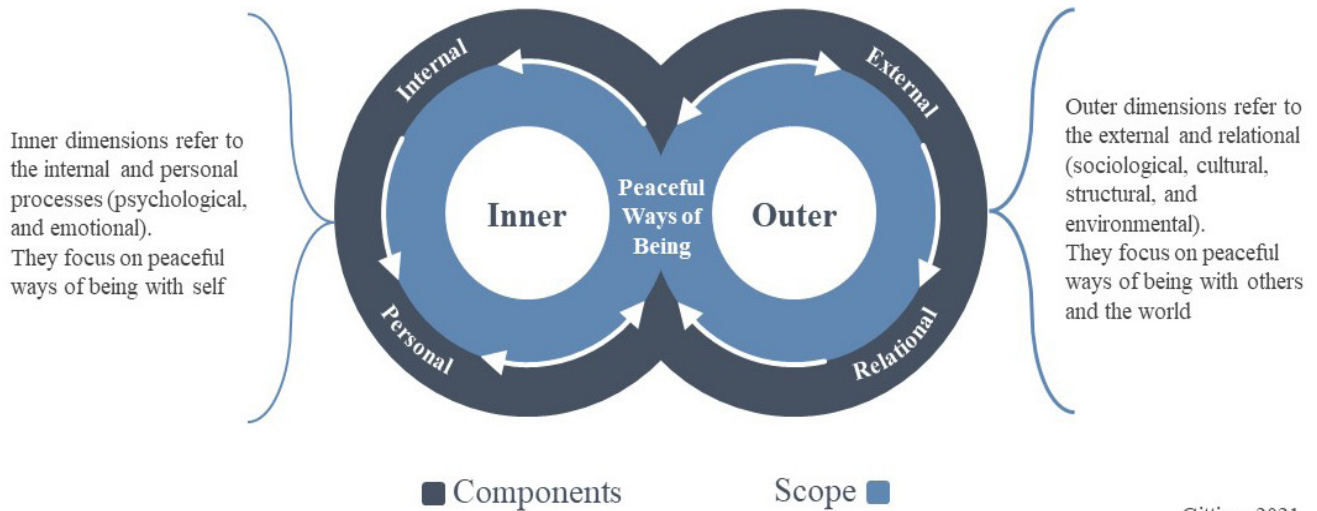 Inner dimensions refer to
the internal and personal
processes (psychological,
and emotional).
They focus on peaceful
ways of being with self
Internal
Personal
Inner
Peaceful
Ways of
Being
Outer
External
Relational
Outer dimensions refer to
the external and relational
(sociological, cultural,
structural, and
environmental).
They focus on peaceful
ways of being with others
and the world
Components
Scope